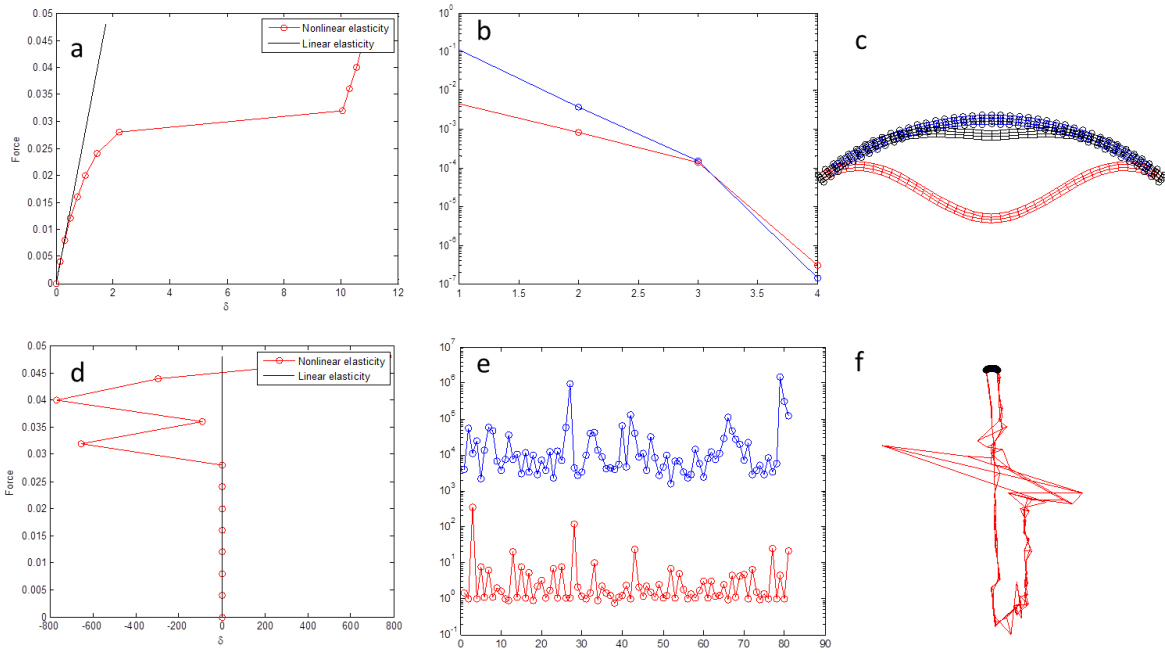 a
0.05
0.045
0.04
0.035
0.03
0.025
0.02
0.015
0.01
0.005
0
Force
0 2 4 6 8 10 12
δ
Nonlinear elasticity
Linear elasticity
b
10^0
10^-1
10^-2
10^-3
10^-4
10^-5
10^-6
10^-7
1 1.5 2 2.5 3 3.5 4
c
d
0.05
0.045
0.04
0.035
0.03
0.025
0.02
0.015
0.01
0.005
0
Force
-800 -600 -400 -200 0 200 400 600 800
δ
Nonlinear elasticity
Linear elasticity
e
10^7
10^6
10^5
10^4
10^3
10^2
10^1
10^0
10^-1
0 10 20 30 40 50 60 70 80 90
f